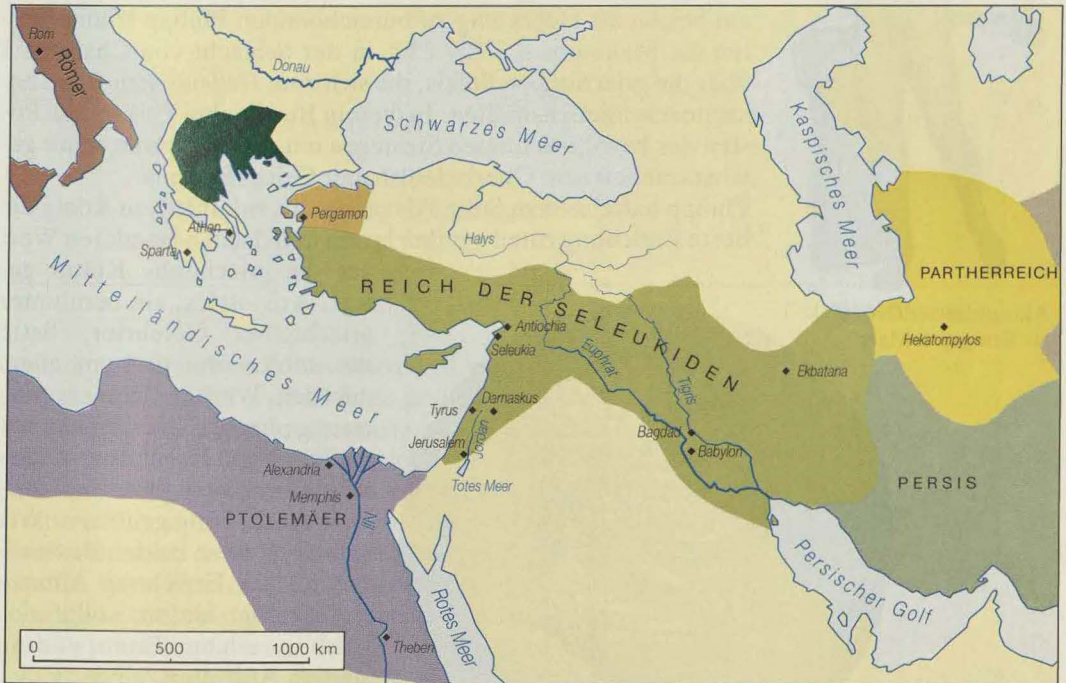 Rom
Römer
Donau
Schwarzes Meer
Kaspisches Meer
Pergamon
Athen
Sparta
Halys
PARTHERREICH
Hekatompylos
REICH DER SELEUKIDEN
Antiochia
Seleukia
Euphrat
Tigris
Ekbatana
Mittelländisches Meer
Tyrus
Damaskus
Jordan
Jerusalem
Bagdad
Babylon
Totes Meer
Alexandria
Memphis
PTOLEMÄER
Nil
PERSIS
Persischer Golf
Rotes Meer
Theben
0 500 1000 km